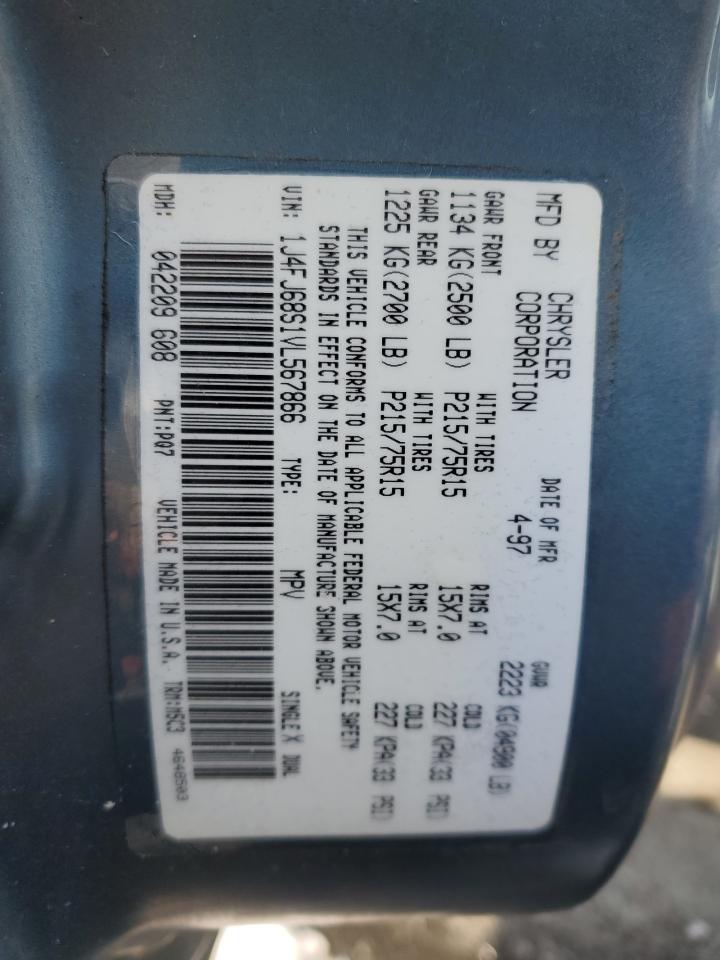 MFD BY CHRYSLER CORPORATION DATE OF MFR 4-97 GVWR 2223 KG(04900 LB)
GAWR FRONT WITH TIRES RIMS AT COLD
1134 KG(2500 LB) P215/75R15 15X7.0 227 KPA(33 PSI)
GAWR REAR WITH TIRES RIMS AT COLD
1225 KG(2700 LB) P215/75R15 15X7.0 227 KPA(33 PSI)
THIS VEHICLE CONFORMS TO ALL APPLICABLE FEDERAL MOTOR VEHICLE SAFETY
STANDARDS IN EFFECT ON THE DATE OF MANUFACTURE SHOWN ABOVE.
VIN: 1J4FJ68S1VL567866 TYPE: MPV SINGLE X DUAL
MDH: 042209 608 PNT:PQ7 VEHICLE MADE IN U.S.A. TRM:M5C3 4648503